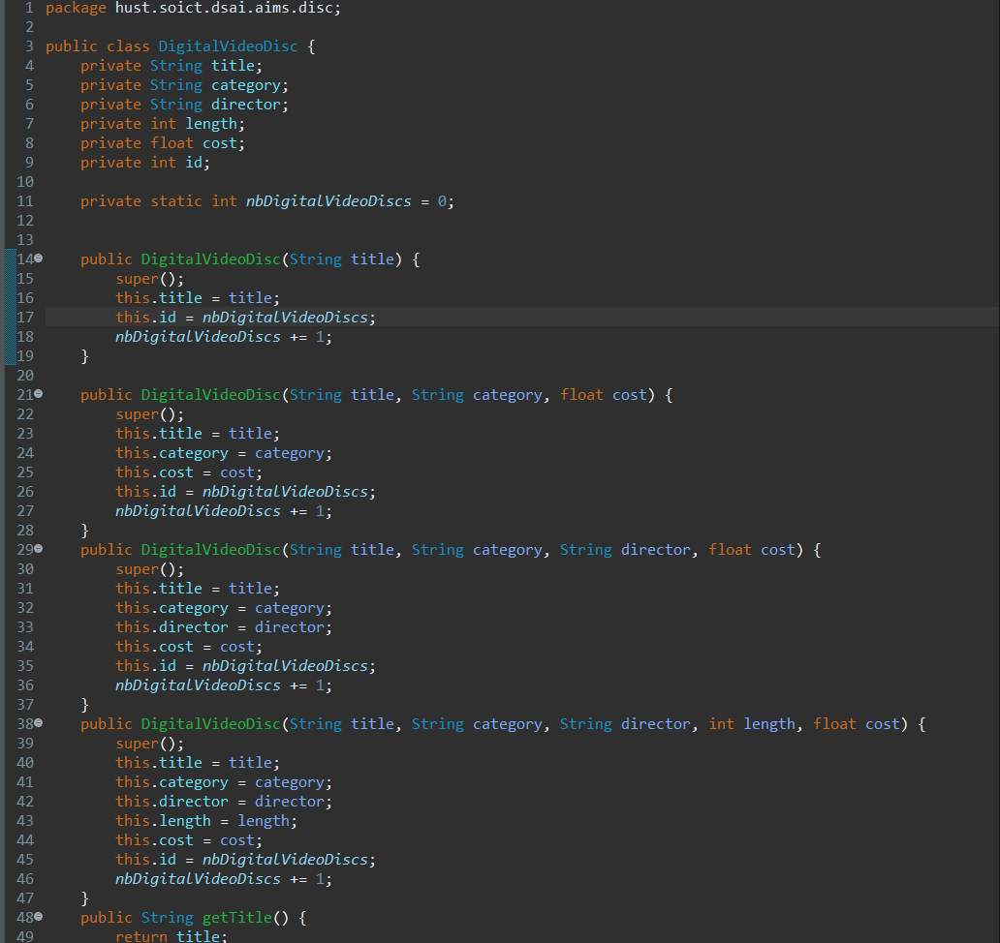 1 package hust.soict.dsai.aims.disc;
2
3 public class DigitalVideoDisc {
4     private String title;
5     private String category;
6     private String director;
7     private int length;
8     private float cost;
9     private int id;
10
11     private static int nbDigitalVideoDiscs = 0;
12
13
14     public DigitalVideoDisc(String title) {
15         super();
16         this.title = title;
17         this.id = nbDigitalVideoDiscs;
18         nbDigitalVideoDiscs += 1;
19     }
20
21     public DigitalVideoDisc(String title, String category, float cost) {
22         super();
23         this.title = title;
24         this.category = category;
25         this.cost = cost;
26         this.id = nbDigitalVideoDiscs;
27         nbDigitalVideoDiscs += 1;
28     }
29     public DigitalVideoDisc(String title, String category, String director, float cost) {
30         super();
31         this.title = title;
32         this.category = category;
33         this.director = director;
34         this.cost = cost;
35         this.id = nbDigitalVideoDiscs;
36         nbDigitalVideoDiscs += 1;
37     }
38     public DigitalVideoDisc(String title, String category, String director, int length, float cost) {
39         super();
40         this.title = title;
41         this.category = category;
42         this.director = director;
43         this.length = length;
44         this.cost = cost;
45         this.id = nbDigitalVideoDiscs;
46         nbDigitalVideoDiscs += 1;
47     }
48     public String getTitle() {
49         return title;